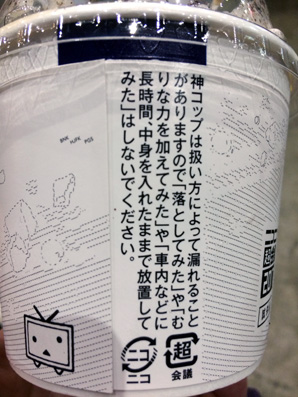 神コップは扱い方によって漏れること
がありますので「落としてみた」や「む
りな力を加えてみた」や「車内などに
長時間、中身を入れたままで放置して
みた」はしないでください。
ニコ
ニコ
超
会議